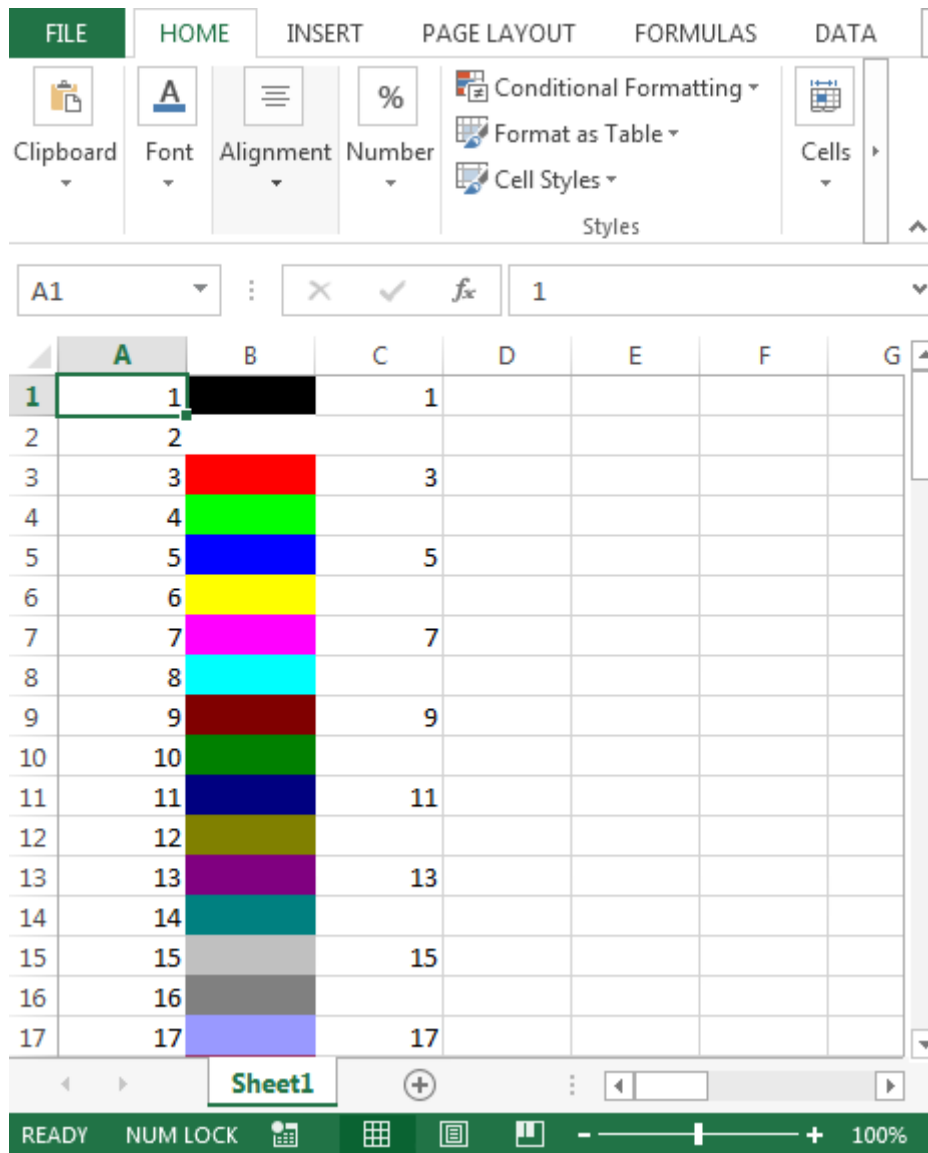 FILE HOME INSERT PAGE LAYOUT FORMULAS DATA
Clipboard Font Alignment Number Conditional Formatting Cells
Format as Table
Cell Styles
Styles
A1 fx 1
A B C D E F G
1 1 1
2 2
3 3 3
4 4
5 5 5
6 6
7 7 7
8 8
9 9 9
10 10
11 11 11
12 12
13 13 13
14 14
15 15 15
16 16
17 17 17
Sheet1
READY NUM LOCK 100%